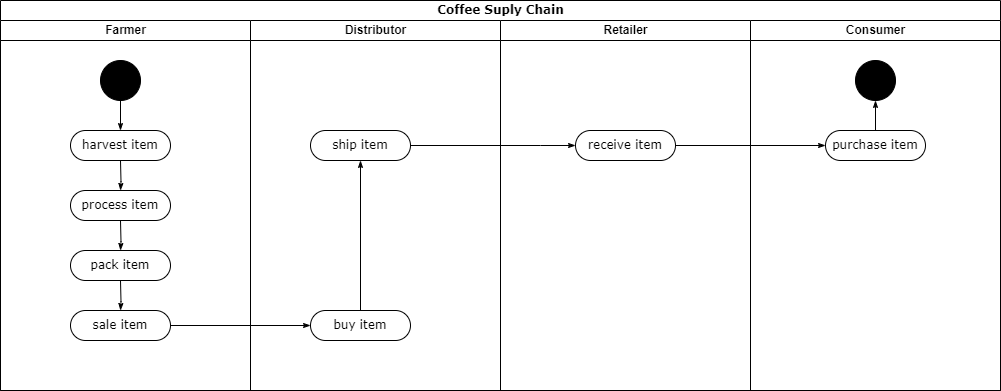 Coffee Suply Chain
Farmer
Distributor
Retailer
Consumer
harvest item
ship item
receive item
purchase item
process item
pack item
sale item
buy item